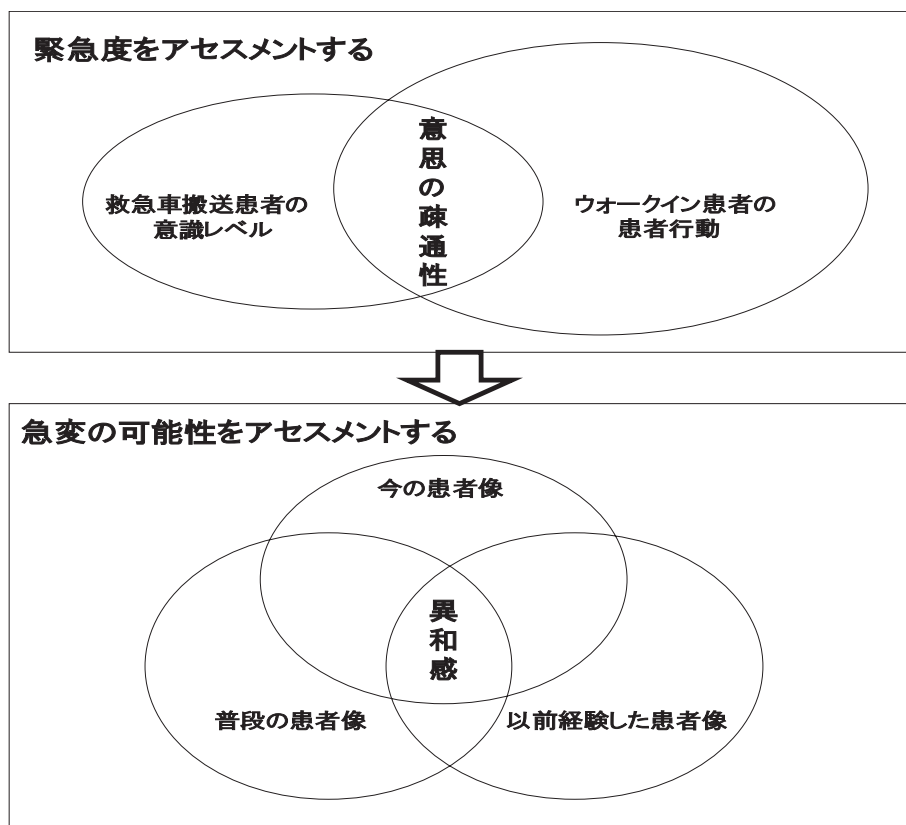 緊急度をアセスメントする
意思の疎通性
救急車搬送患者の
意識レベル
ウォークイン患者の
患者行動
急変の可能性をアセスメントする
今の患者像
異和感
普段の患者像
以前経験した患者像